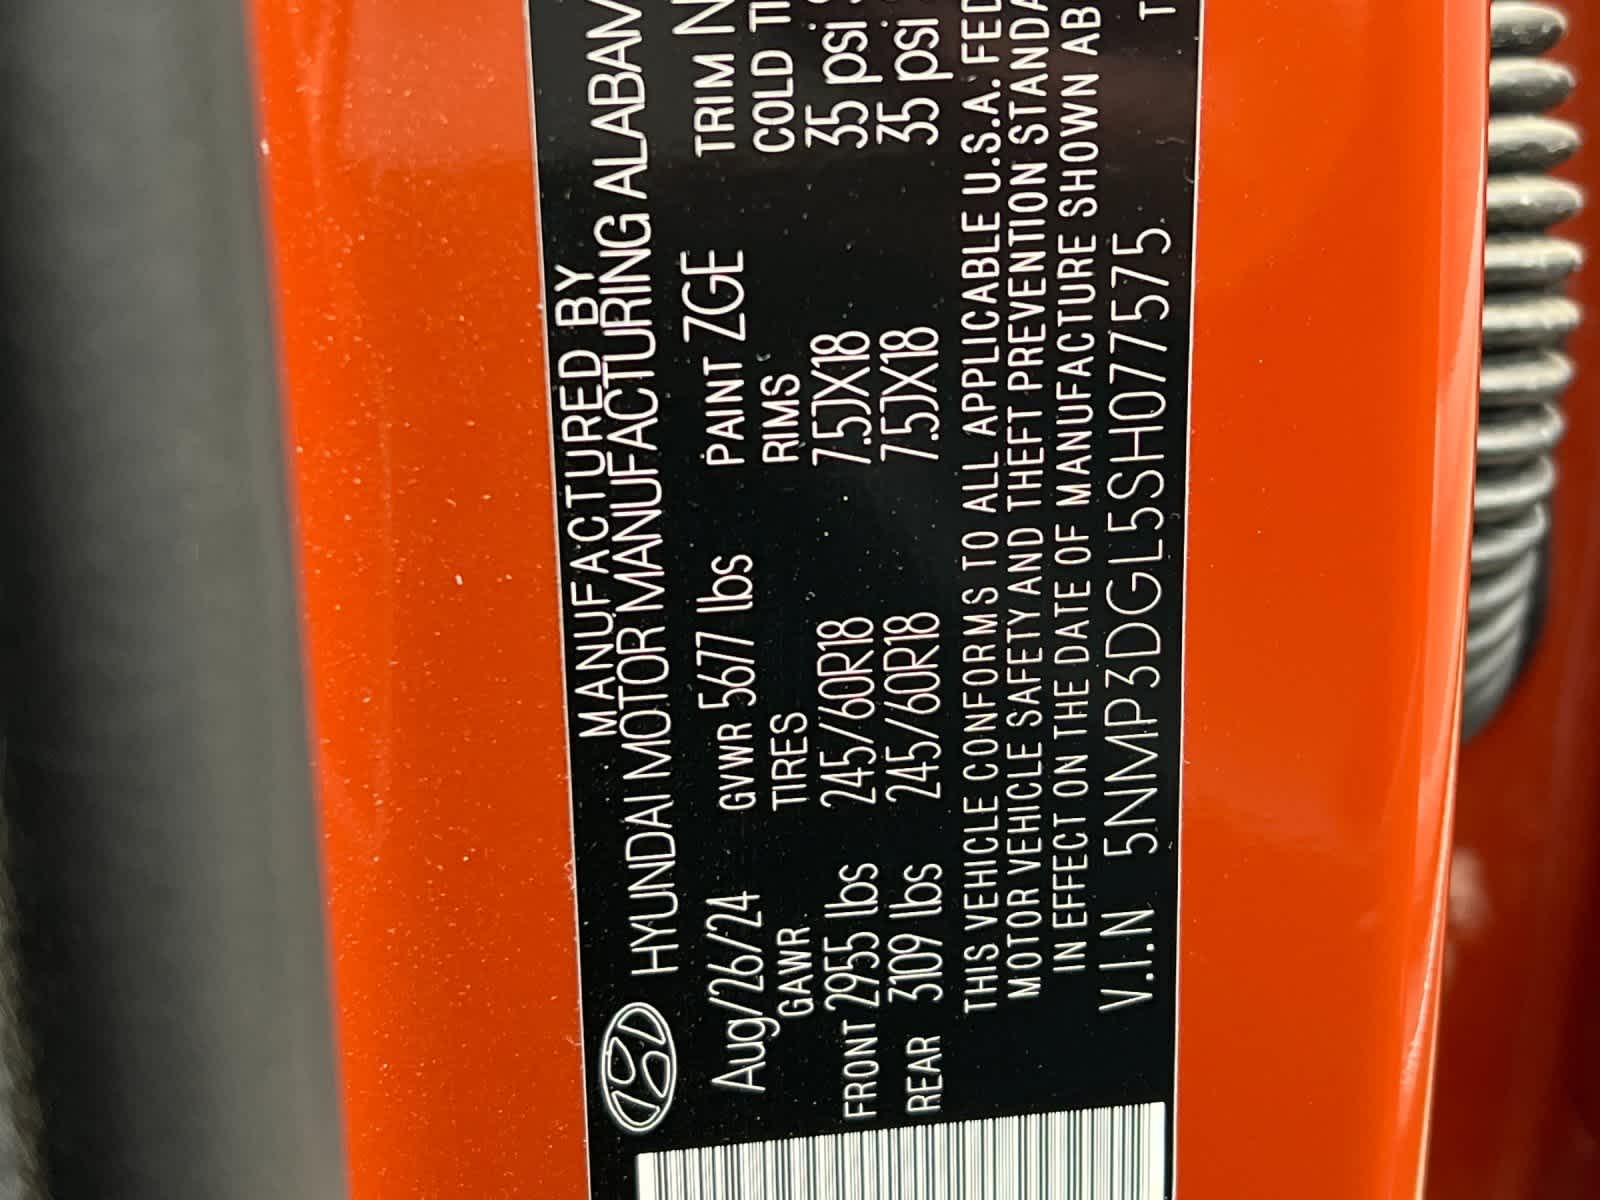 MANUFACTURED BY
HYUNDAI MOTOR MANUFACTURING ALABAM
Aug/26/24 GVWR 5677 lbs PAINT ZGE TRIM N
GAWR TIRES RIMS COLD TI
FRONT 2955 lbs 245/60R18 7.5JX18 35 psi
REAR 3109 lbs 245/60R18 7.5JX18 35 psi
THIS VEHICLE CONFORMS TO ALL APPLICABLE U.S.A. FED
MOTOR VEHICLE SAFETY AND THEFT PREVENTION STANDA
IN EFFECT ON THE DATE OF MANUFACTURE SHOWN AB
V.I.N 5NMP3DGL5SH077575 T